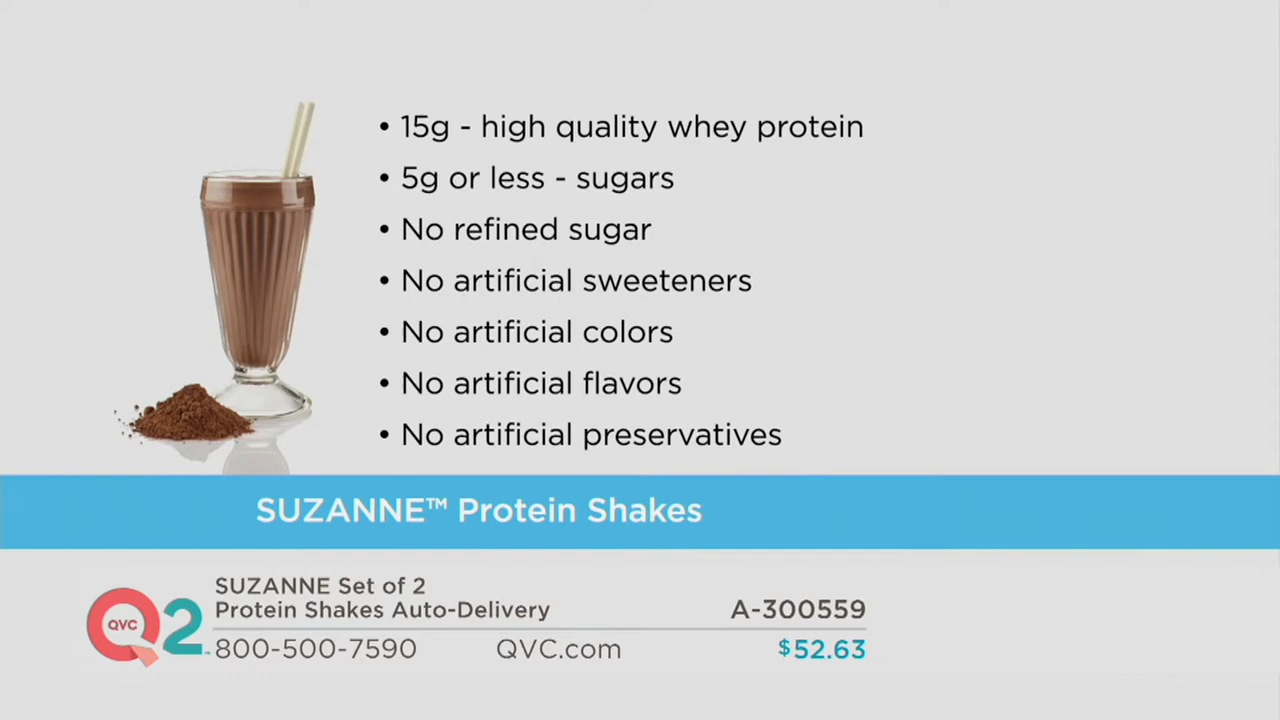 • 15g - high quality whey protein
• 5g or less - sugars
• No refined sugar
• No artificial sweeteners
• No artificial colors
• No artificial flavors
• No artificial preservatives
SUZANNE™ Protein Shakes
QVC 2™
SUZANNE Set of 2
Protein Shakes Auto-Delivery A-300559
800-500-7590 QVC.com $52.63